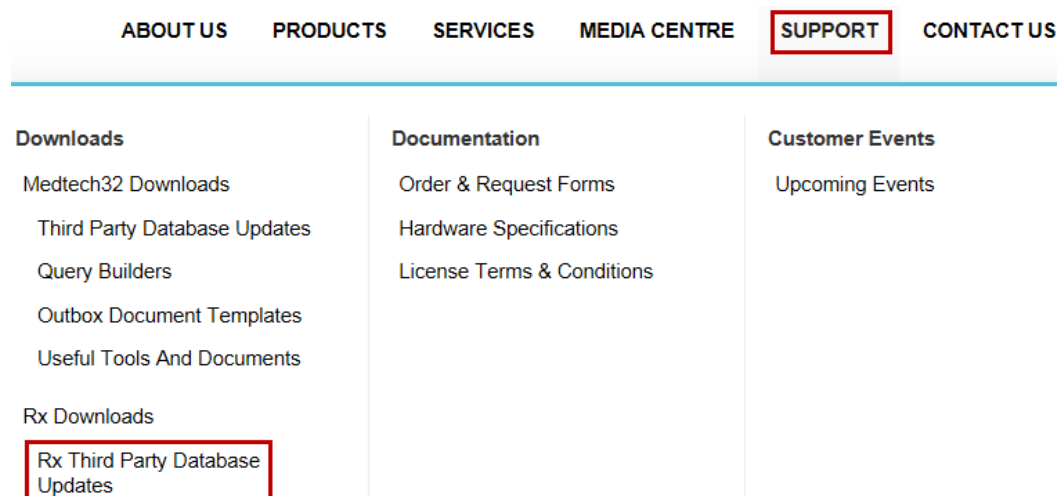 ABOUT US PRODUCTS SERVICES MEDIA CENTRE SUPPORT CONTACT US
Downloads
Medtech32 Downloads
Third Party Database Updates
Query Builders
Outbox Document Templates
Useful Tools And Documents
Rx Downloads
Rx Third Party Database
Updates
Documentation
Order & Request Forms
Hardware Specifications
License Terms & Conditions
Customer Events
Upcoming Events